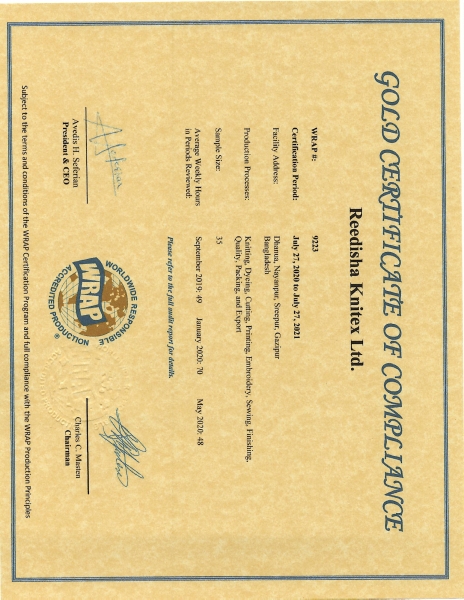 GOLD CERTIFICATE OF COMPLIANCE
Reedisha Knitex Ltd.
WRAP #: 9223
Certification Period: July 27, 2020 to July 27, 2021
Facility Address: Dhanua, Nayanpur, Sreepur, Gazipur
Bangladesh
Production Processes: Knitting, Dyeing, Cutting, Printing, Embroidery, Sewing, Finishing,
Quality, Packing, and Export
Sample Size: 35
Average Weekly Hours
in Periods Reviewed: September 2019: 49 January 2020: 70 May 2020: 48
Please refer to the full audit report for details.
WORLDWIDE RESPONSIBLE
WRAP
ACCREDITED PRODUCTION ®
Avedis H. Seferian
President & CEO
Charles C. Masten
Chairman
Subject to the terms and conditions of the WRAP Certification Program and full compliance with the WRAP Production Principles